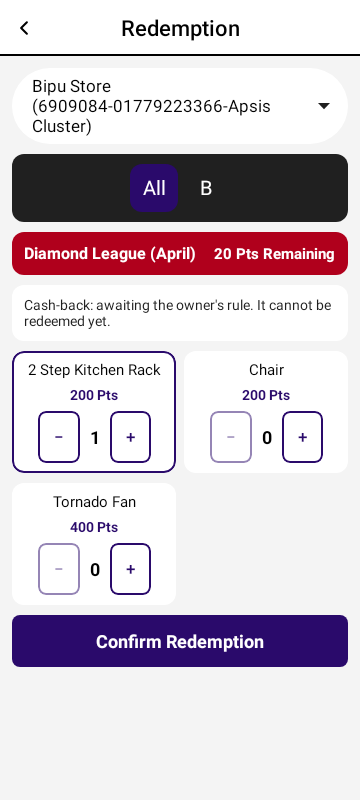 Redemption
Bipu Store
(6909084-01779223366-Apsis
Cluster)
All B
Diamond League (April) 20 Pts Remaining
Cash-back: awaiting the owner's rule. It cannot be
redeemed yet.
2 Step Kitchen Rack
200 Pts
− 1 +
Chair
200 Pts
− 0 +
Tornado Fan
400 Pts
− 0 +
Confirm Redemption